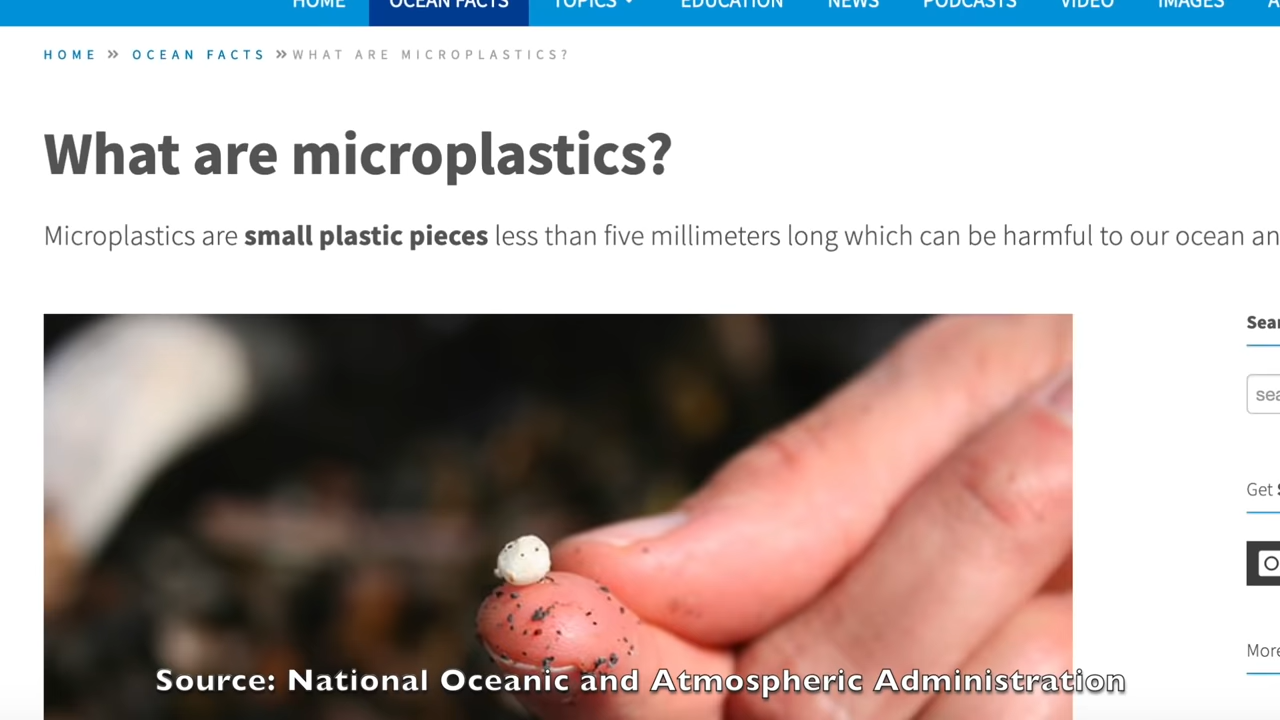 HOME OCEAN FACTS TOPICS EDUCATION NEWS PODCASTS VIDEO IMAGES
HOME » OCEAN FACTS » WHAT ARE MICROPLASTICS?
What are microplastics?
Microplastics are small plastic pieces less than five millimeters long which can be harmful to our ocean an
Sear
sea
Get S
More
Source: National Oceanic and Atmospheric Administration